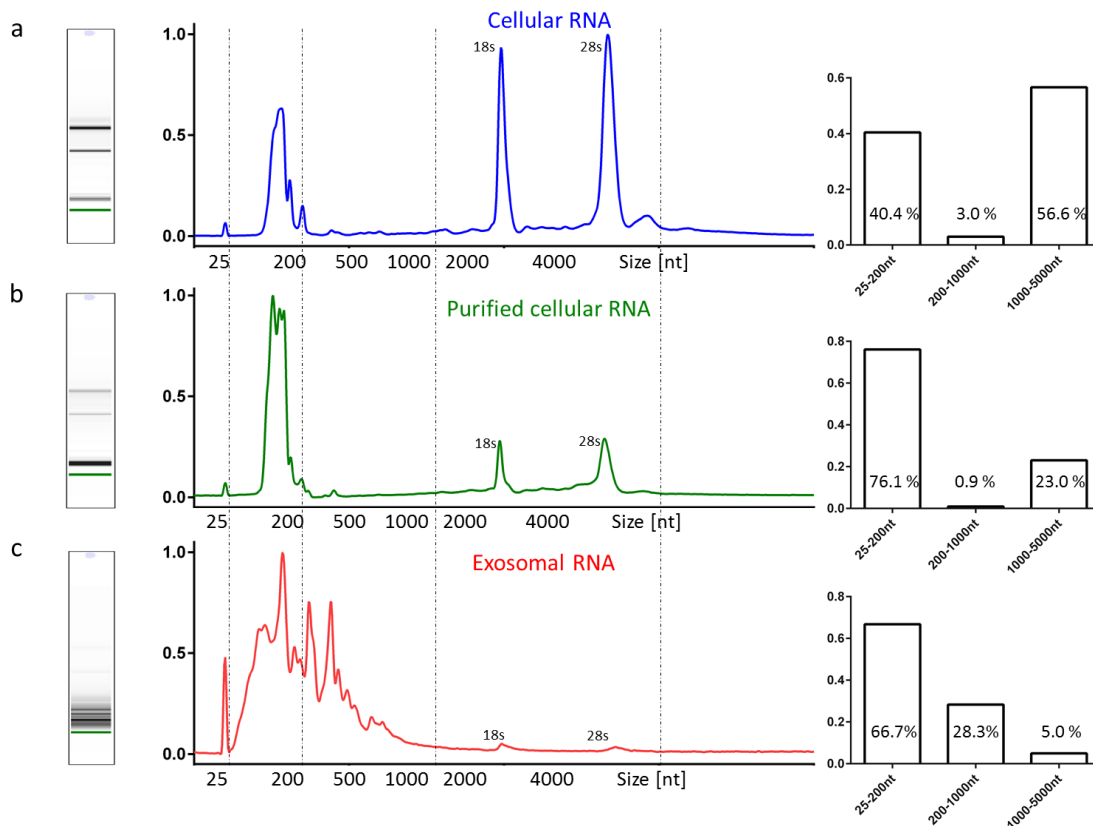 a
Cellular RNA
1.0
0.5
0.0
18s
28s
25 200 500 1000 2000 4000 Size [nt]
0.6
0.4
0.2
0.0
40.4 %
3.0 %
56.6 %
25-200nt
200-1000nt
1000-5000nt
b
Purified cellular RNA
1.0
0.5
0.0
18s
28s
25 200 500 1000 2000 4000 Size [nt]
0.8
0.6
0.4
0.2
0.0
76.1 %
0.9 %
23.0 %
25-200nt
200-1000nt
1000-5000nt
c
Exosomal RNA
1.0
0.5
0.0
18s
28s
25 200 500 1000 2000 4000 Size [nt]
0.8
0.6
0.4
0.2
0.0
66.7%
28.3%
5.0 %
25-200nt
200-1000nt
1000-5000nt